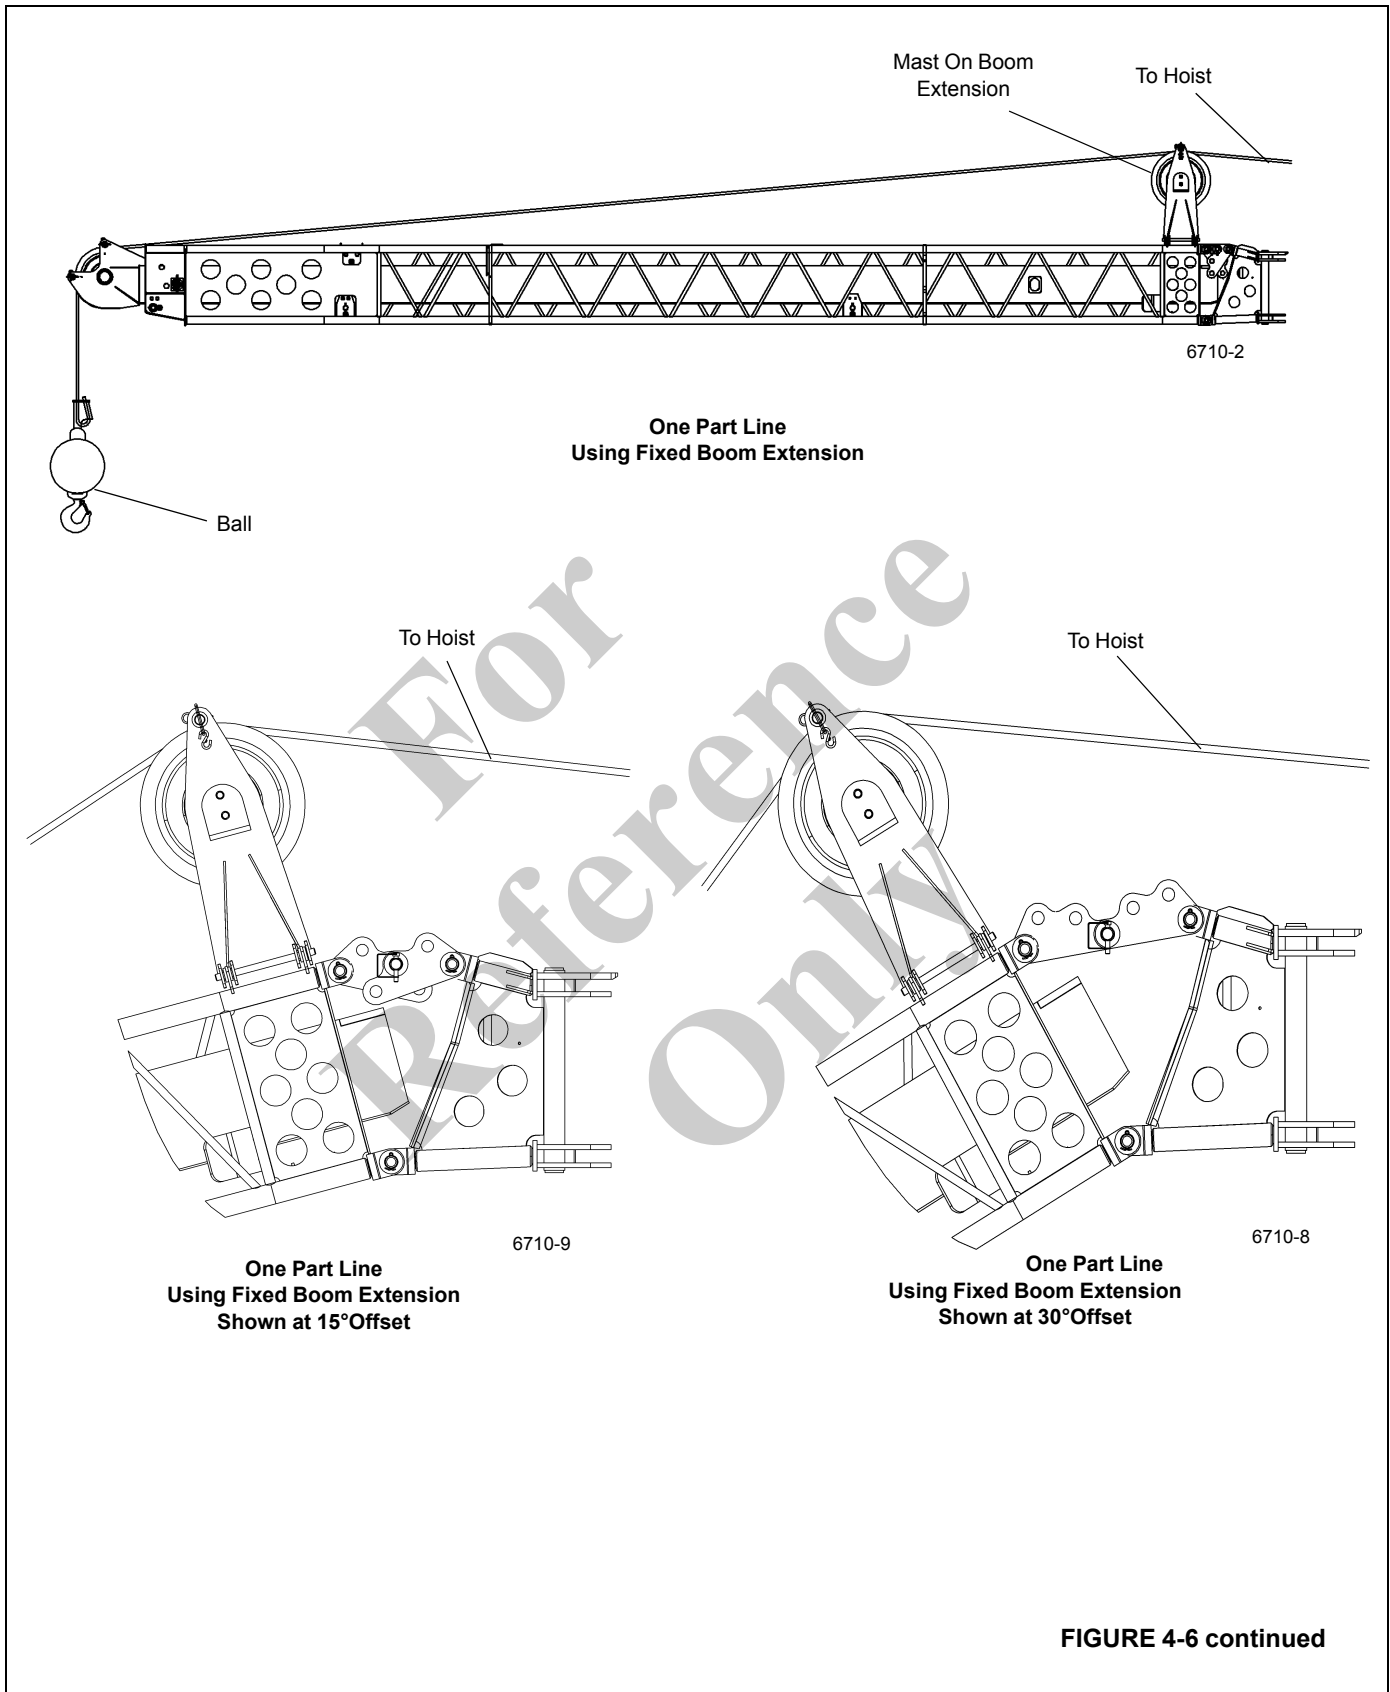 Mast On Boom
Extension
To Hoist
6710-2
One Part Line
Using Fixed Boom Extension
Ball
To Hoist
To Hoist
For
Reference
Only
6710-9
One Part Line
Using Fixed Boom Extension
Shown at 15°Offset
6710-8
One Part Line
Using Fixed Boom Extension
Shown at 30°Offset
FIGURE 4-6 continued